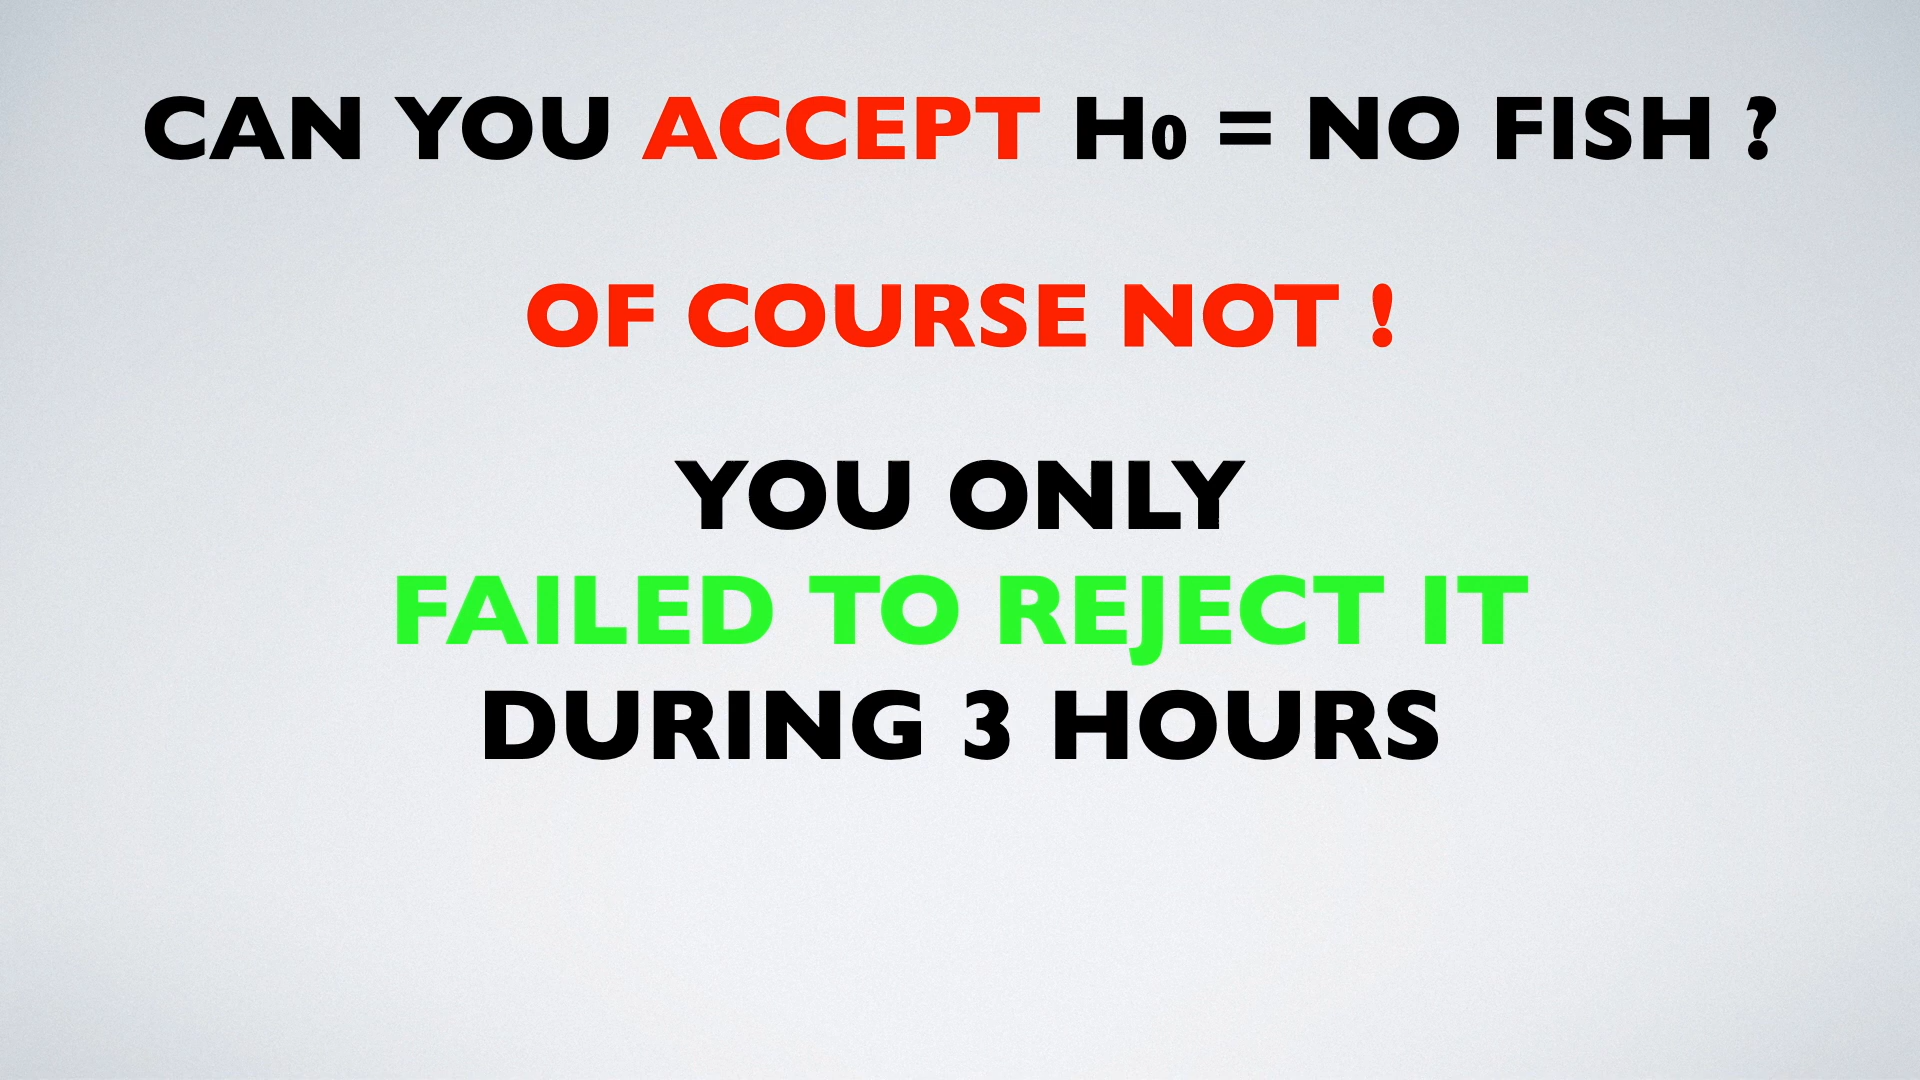 CAN YOU ACCEPT H₀ = NO FISH ?
OF COURSE NOT !
YOU ONLY
FAILED TO REJECT IT
DURING 3 HOURS